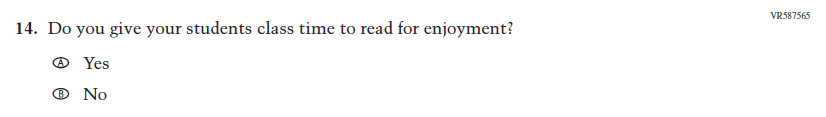 VR587565
14. Do you give your students class time to read for enjoyment?
A Yes
B No